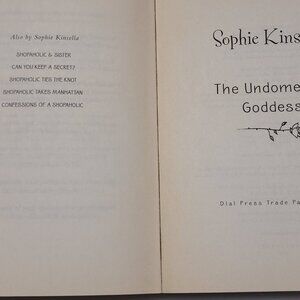 Also by Sophie Kinsella
SHOPAHOLIC & SISTER
CAN YOU KEEP A SECRET?
SHOPAHOLIC TIES THE KNOT
SHOPAHOLIC TAKES MANHATTAN
CONFESSIONS OF A SHOPAHOLIC
Sophie Kins
The Undome
Goddess
Dial Press Trade Pa